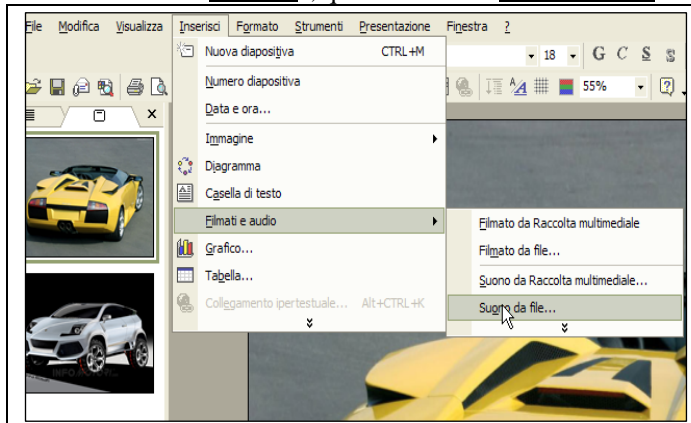 File Modifica Visualizza Inserisci Formato Strumenti Presentazione Finestra ?
18 G C S S
55%
Nuova diapositiva CTRL+M
Numero diapositiva
Data e ora...
Immagine
Diagramma
Casella di testo
Filmati e audio
Grafico...
Tabella...
Collegamento ipertestuale... Alt+CTRL+K
Filmato da Raccolta multimediale
Filmato da file...
Suono da Raccolta multimediale...
Suono da file...